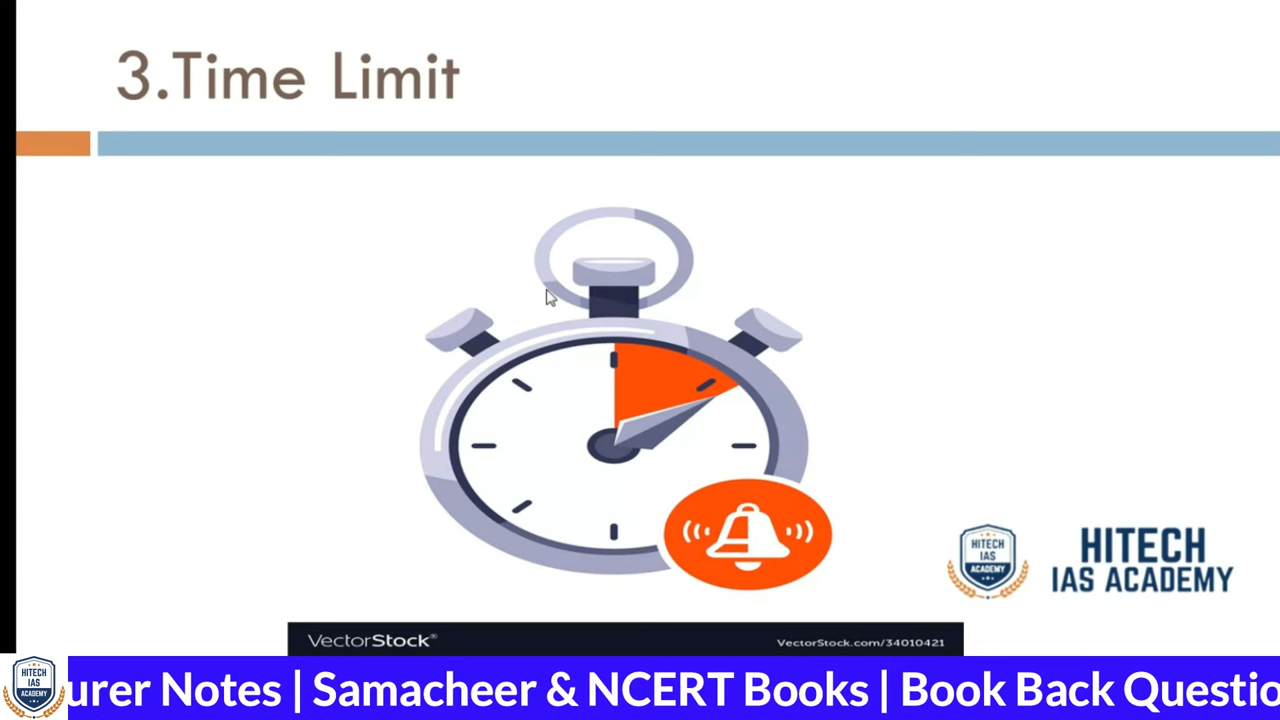 3.Time Limit
HITECH
IAS
ACADEMY
HITECH
IAS ACADEMY
VectorStock®
VectorStock.com/34010421
HITECH
IAS
ACADEMY
urer Notes | Samacheer & NCERT Books | Book Back Questio